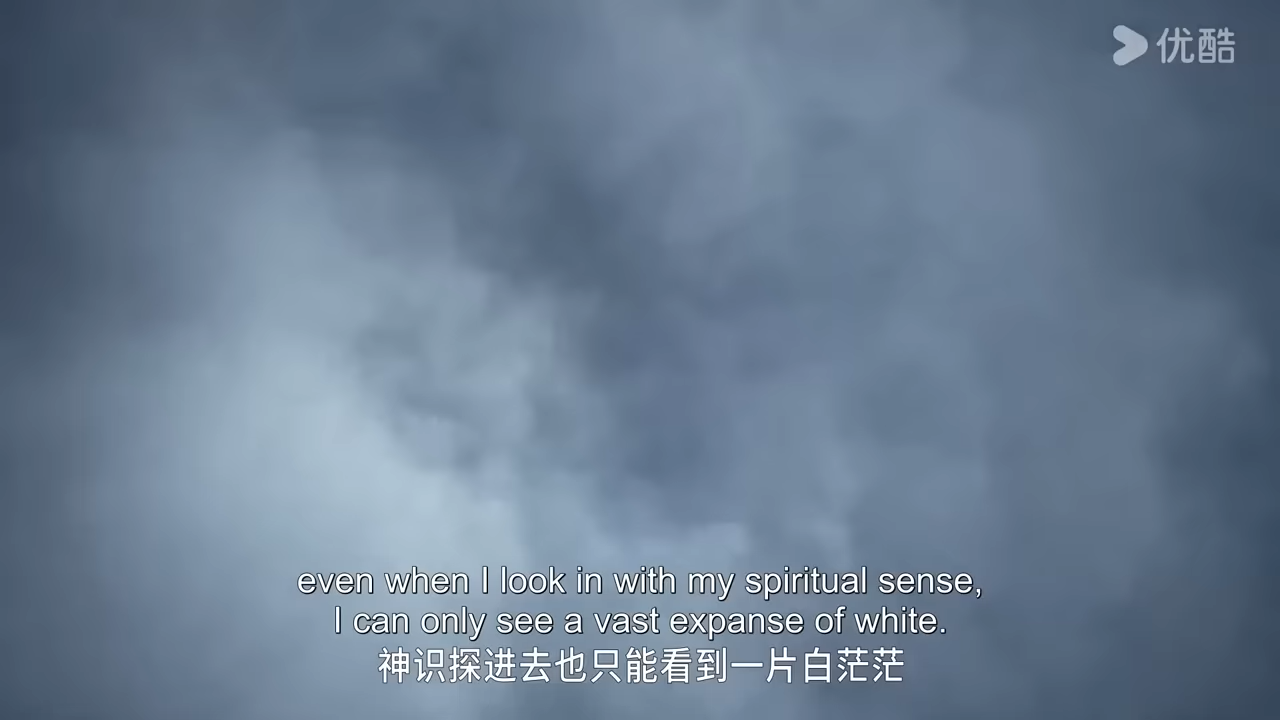 优酷
even when I look in with my spiritual sense,
I can only see a vast expanse of white.
神识探进去也只能看到一片白茫茫